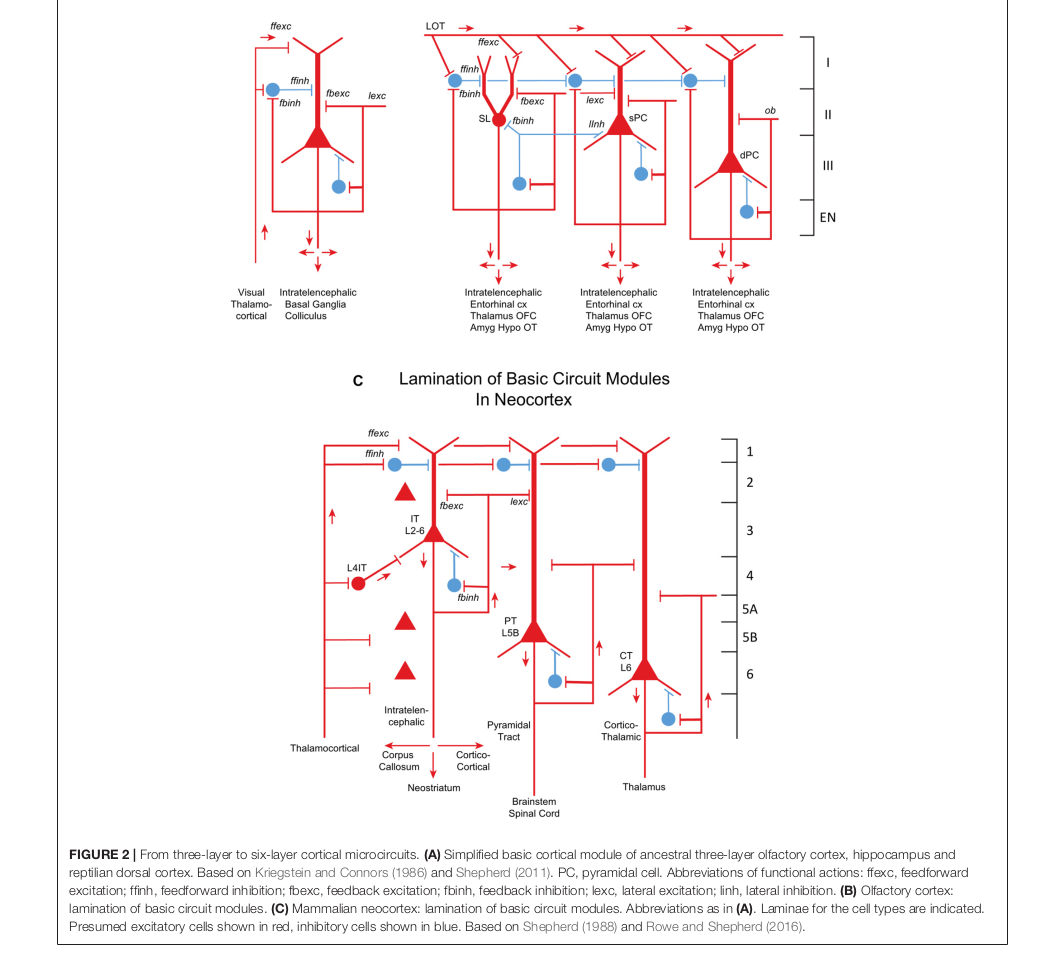 ffexc
ffinh
fbinh
fbexc
lexc
Visual
Thalamo-
cortical
Intratelencephalic
Basal Ganglia
Colliculus
LOT
ffexc
ffinh
fbinh
fbexc
SL
fbinh
lexc
lInh
sPC
ob
dPC
I
II
III
EN
Intratelencephalic
Entorhinal cx
Thalamus OFC
Amyg Hypo OT
Intratelencephalic
Entorhinal cx
Thalamus OFC
Amyg Hypo OT
Intratelencephalic
Entorhinal cx
Thalamus OFC
Amyg Hypo OT
C Lamination of Basic Circuit Modules
In Neocortex
ffexc
ffinh
fbexc
lexc
IT
L2-6
L4IT
fbinh
PT
L5B
CT
L6
1
2
3
4
5A
5B
6
Intratelen-
cephalic
Thalamocortical
Corpus
Callosum
Cortico-
Cortical
Neostriatum
Pyramidal
Tract
Brainstem
Spinal Cord
Cortico-
Thalamic
Thalamus
FIGURE 2 | From three-layer to six-layer cortical microcircuits. (A) Simplified basic cortical module of ancestral three-layer olfactory cortex, hippocampus and
reptilian dorsal cortex. Based on Kriegstein and Connors (1986) and Shepherd (2011). PC, pyramidal cell. Abbreviations of functional actions: ffexc, feedforward
excitation; ffinh, feedforward inhibition; fbexc, feedback excitation; fbinh, feedback inhibition; lexc, lateral excitation; linh, lateral inhibition. (B) Olfactory cortex:
lamination of basic circuit modules. (C) Mammalian neocortex: lamination of basic circuit modules. Abbreviations as in (A). Laminae for the cell types are indicated.
Presumed excitatory cells shown in red, inhibitory cells shown in blue. Based on Shepherd (1988) and Rowe and Shepherd (2016).